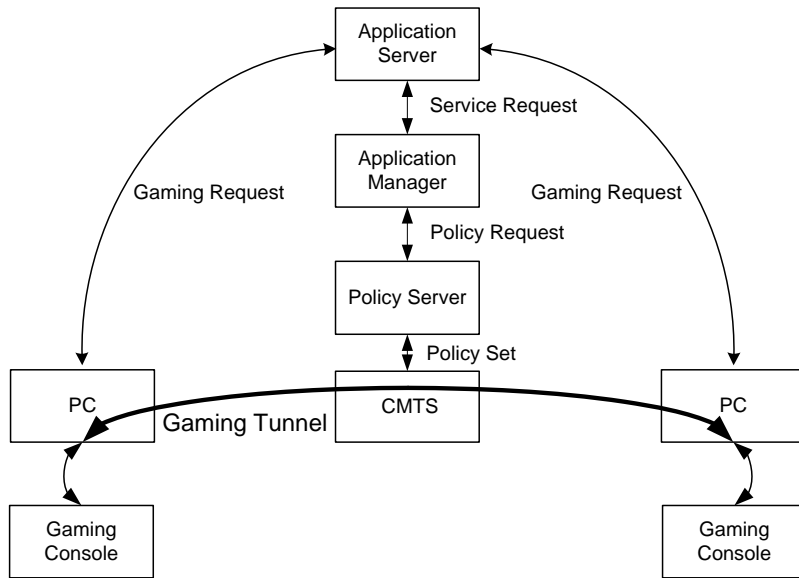 Application
Server
Service Request
Application
Manager
Gaming Request
Gaming Request
Policy Request
Policy Server
Policy Set
PC
CMTS
PC
Gaming Tunnel
Gaming
Console
Gaming
Console